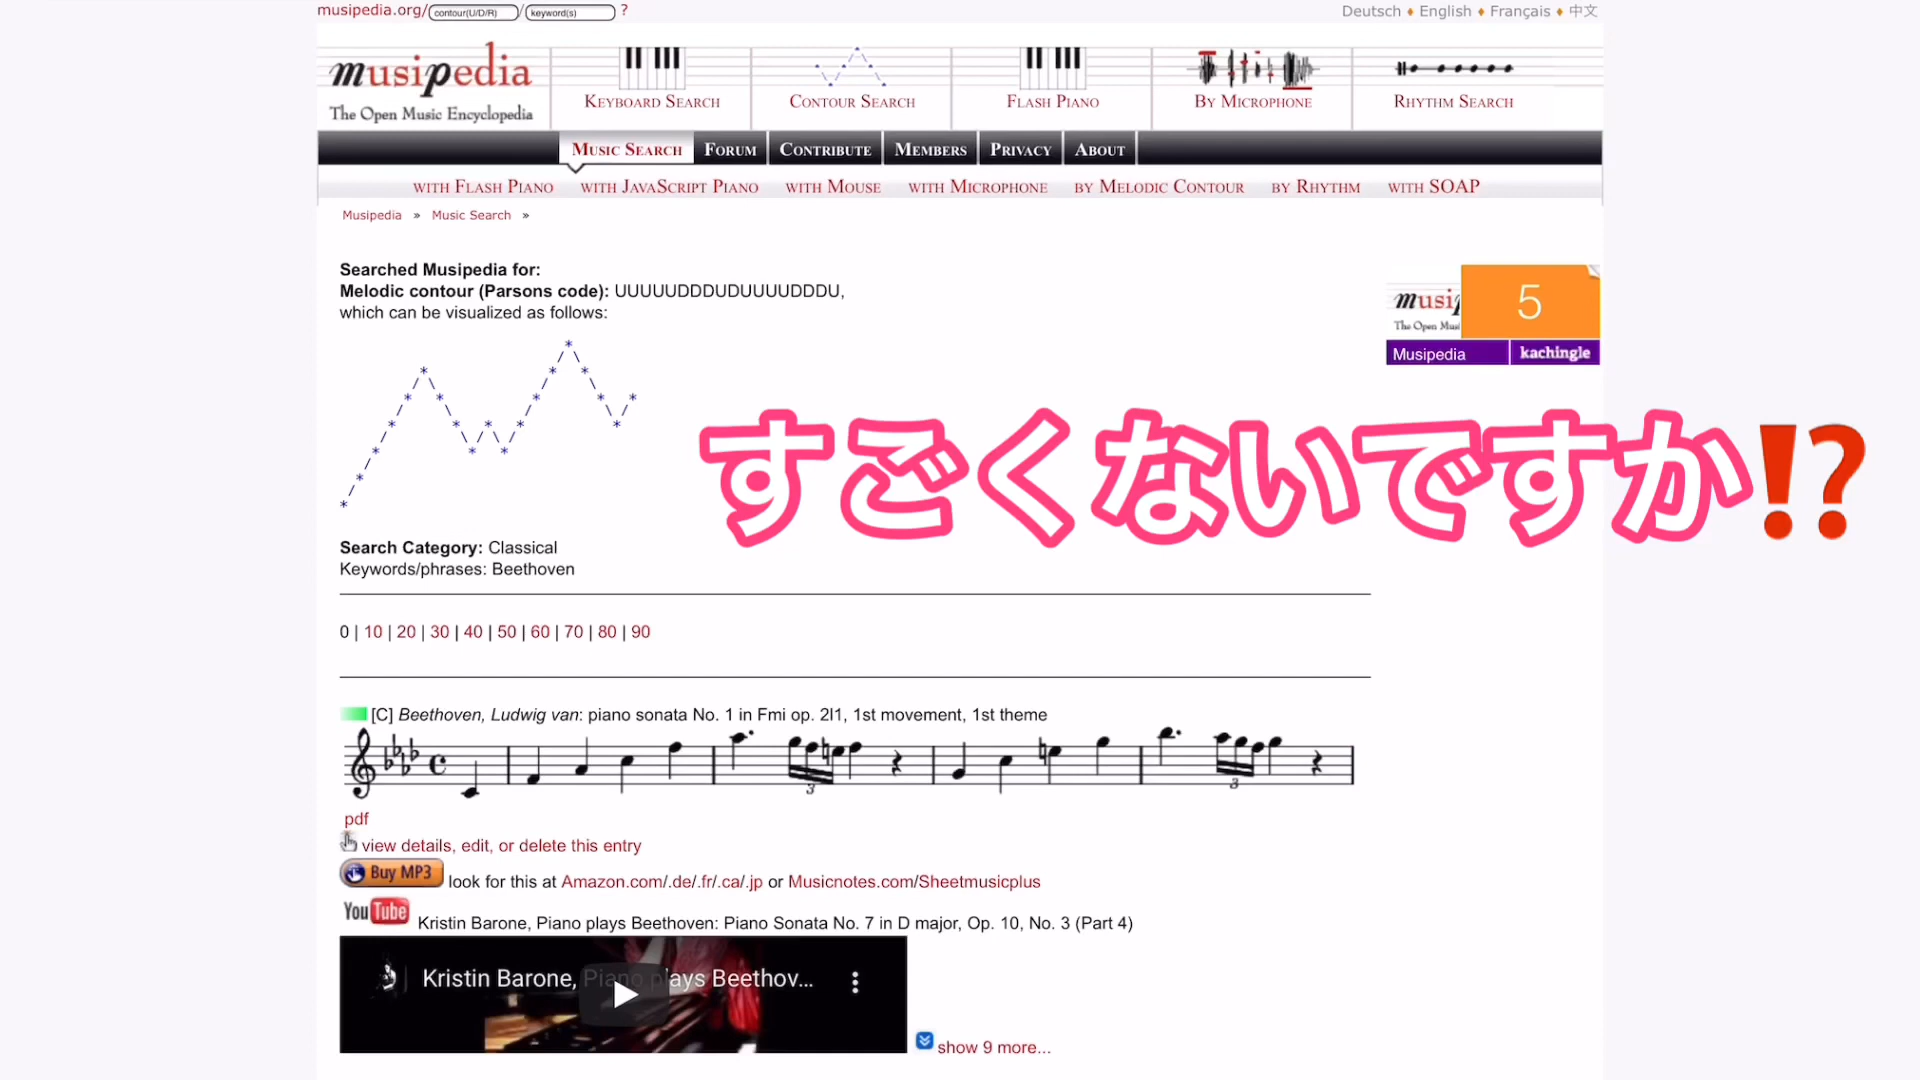 musipedia.org/ contour(U/D/R) / keyword(s) ?
Deutsch ♦ English ♦ Français ♦ 中文
musipedia
The Open Music Encyclopedia
Keyboard Search
Contour Search
Flash Piano
By Microphone
Rhythm Search
Music Search
Forum
Contribute
Members
Privacy
About
with Flash Piano
with JavaScript Piano
with Mouse
with Microphone
by Melodic Contour
by Rhythm
with SOAP
Musipedia » Music Search »
Searched Musipedia for:
Melodic contour (Parsons code): UUUUUDDDUDUUUUDDDU,
which can be visualized as follows:
musi
The Open Mus
5
Musipedia
kachingle
すごくないですか⁉
Search Category: Classical
Keywords/phrases: Beethoven
0 | 10 | 20 | 30 | 40 | 50 | 60 | 70 | 80 | 90
[C] Beethoven, Ludwig van: piano sonata No. 1 in Fmi op. 2I1, 1st movement, 1st theme
3
3
pdf
view details, edit, or delete this entry
Buy MP3 look for this at Amazon.com/.de/.fr/.ca/.jp or Musicnotes.com/Sheetmusicplus
YouTube Kristin Barone, Piano plays Beethoven: Piano Sonata No. 7 in D major, Op. 10, No. 3 (Part 4)
Kristin Barone, Piano plays Beethov...
show 9 more...